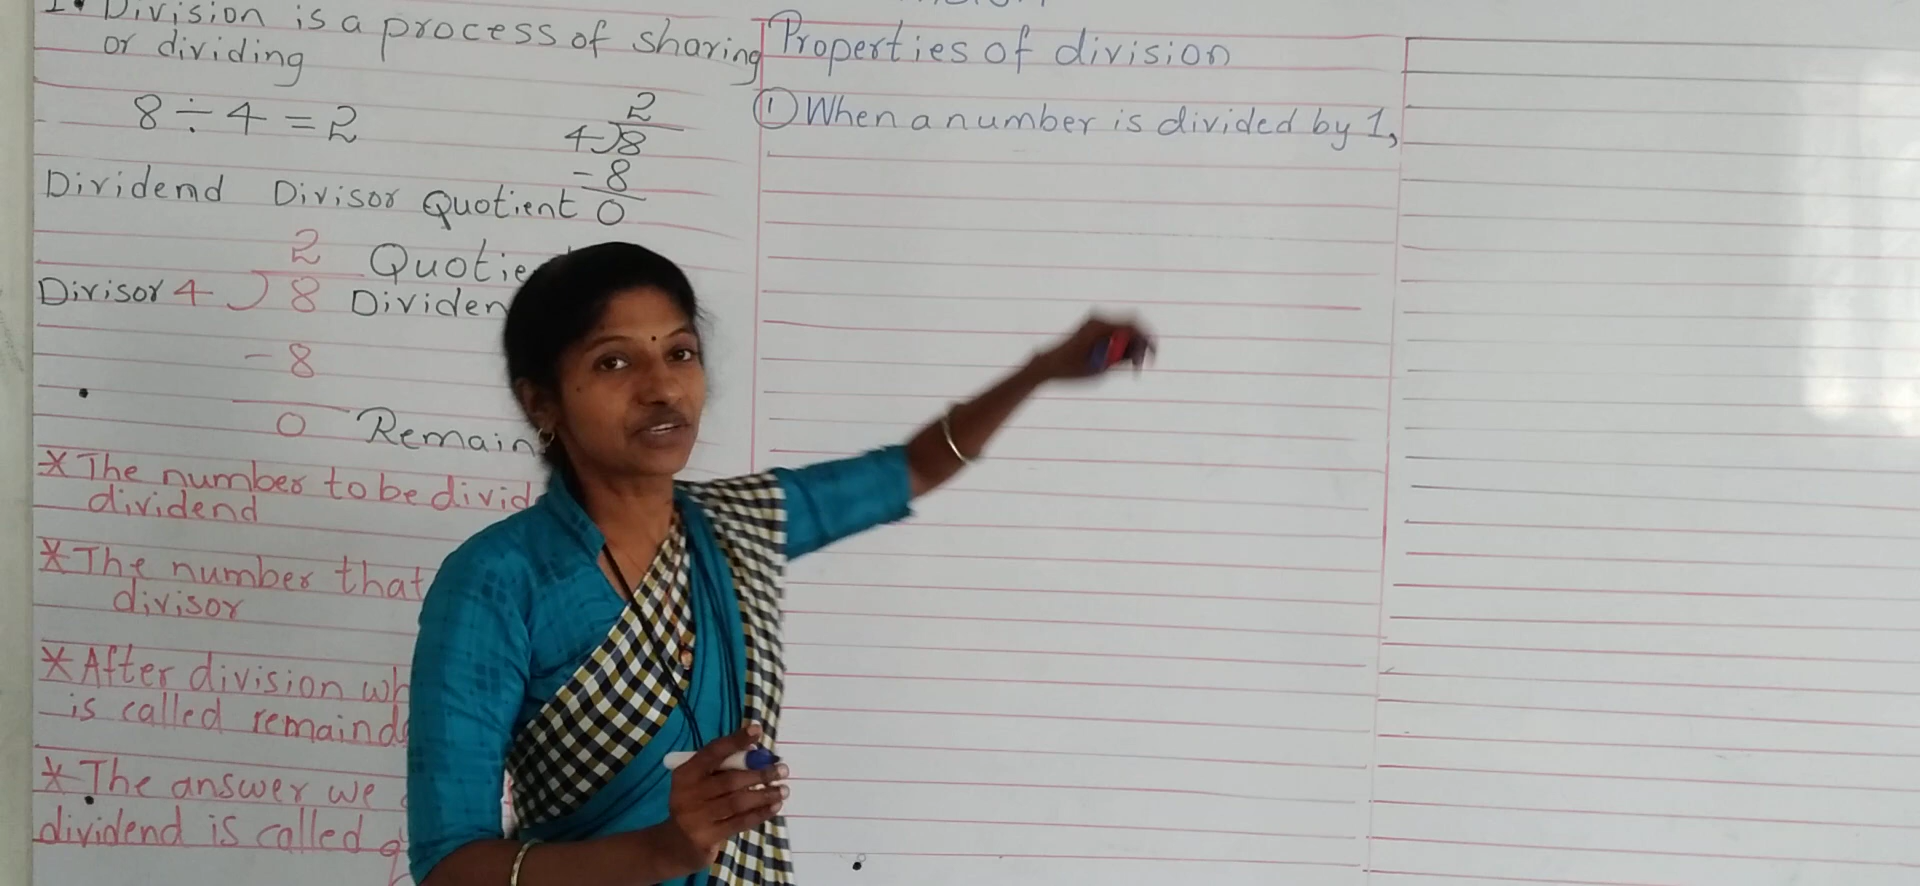 1. Division is a process of sharing
or dividing
8 ÷ 4 = 2
Dividend Divisor Quotient
2
4)8
-8
0
2 Quotie
Divisor 4 ) 8 Dividen
-8
0 Remain
* The number to be divid
dividend
* The number that
divisor
* After division wh
is called remainde
* The answer we
dividend is called q
Properties of division
① When a number is divided by 1,